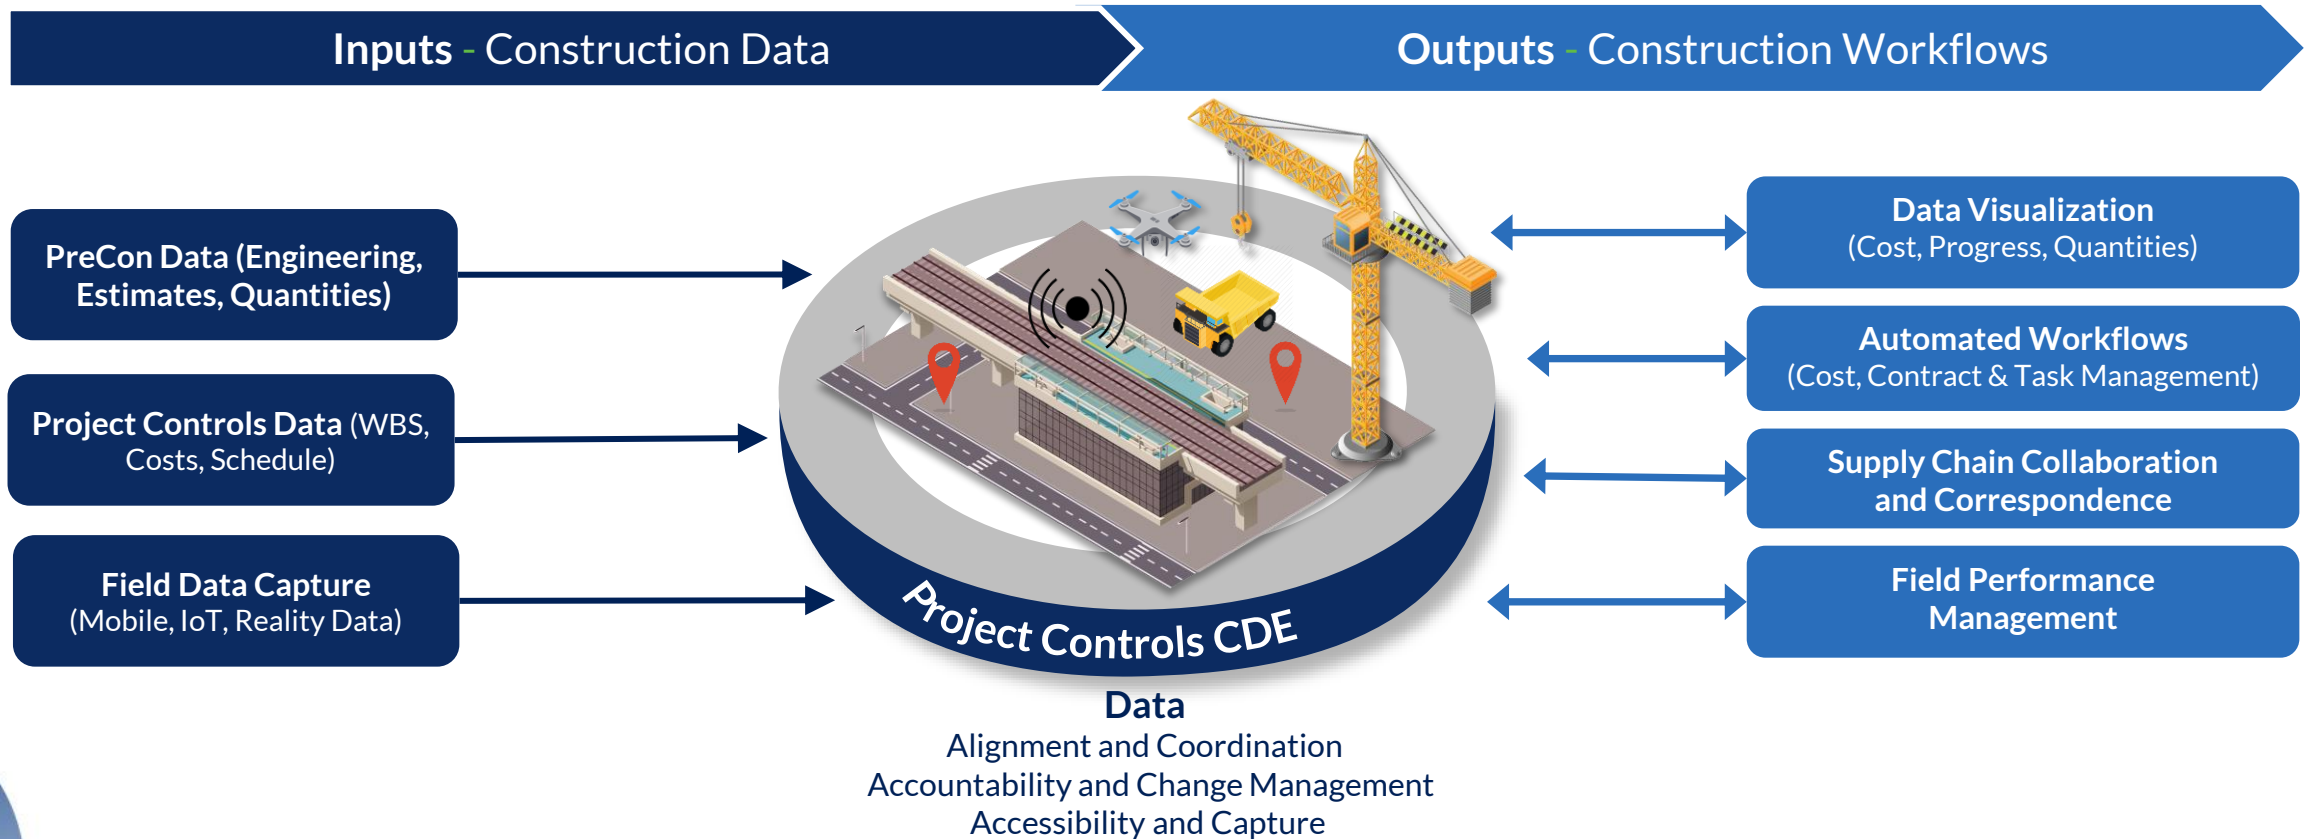 Inputs - Construction Data
Outputs - Construction Workflows
PreCon Data (Engineering,
Estimates, Quantities)
Project Controls Data (WBS,
Costs, Schedule)
Field Data Capture
(Mobile, IoT, Reality Data)
Project Controls CDE
Data
Alignment and Coordination
Accountability and Change Management
Accessibility and Capture
Data Visualization
(Cost, Progress, Quantities)
Automated Workflows
(Cost, Contract & Task Management)
Supply Chain Collaboration
and Correspondence
Field Performance
Management